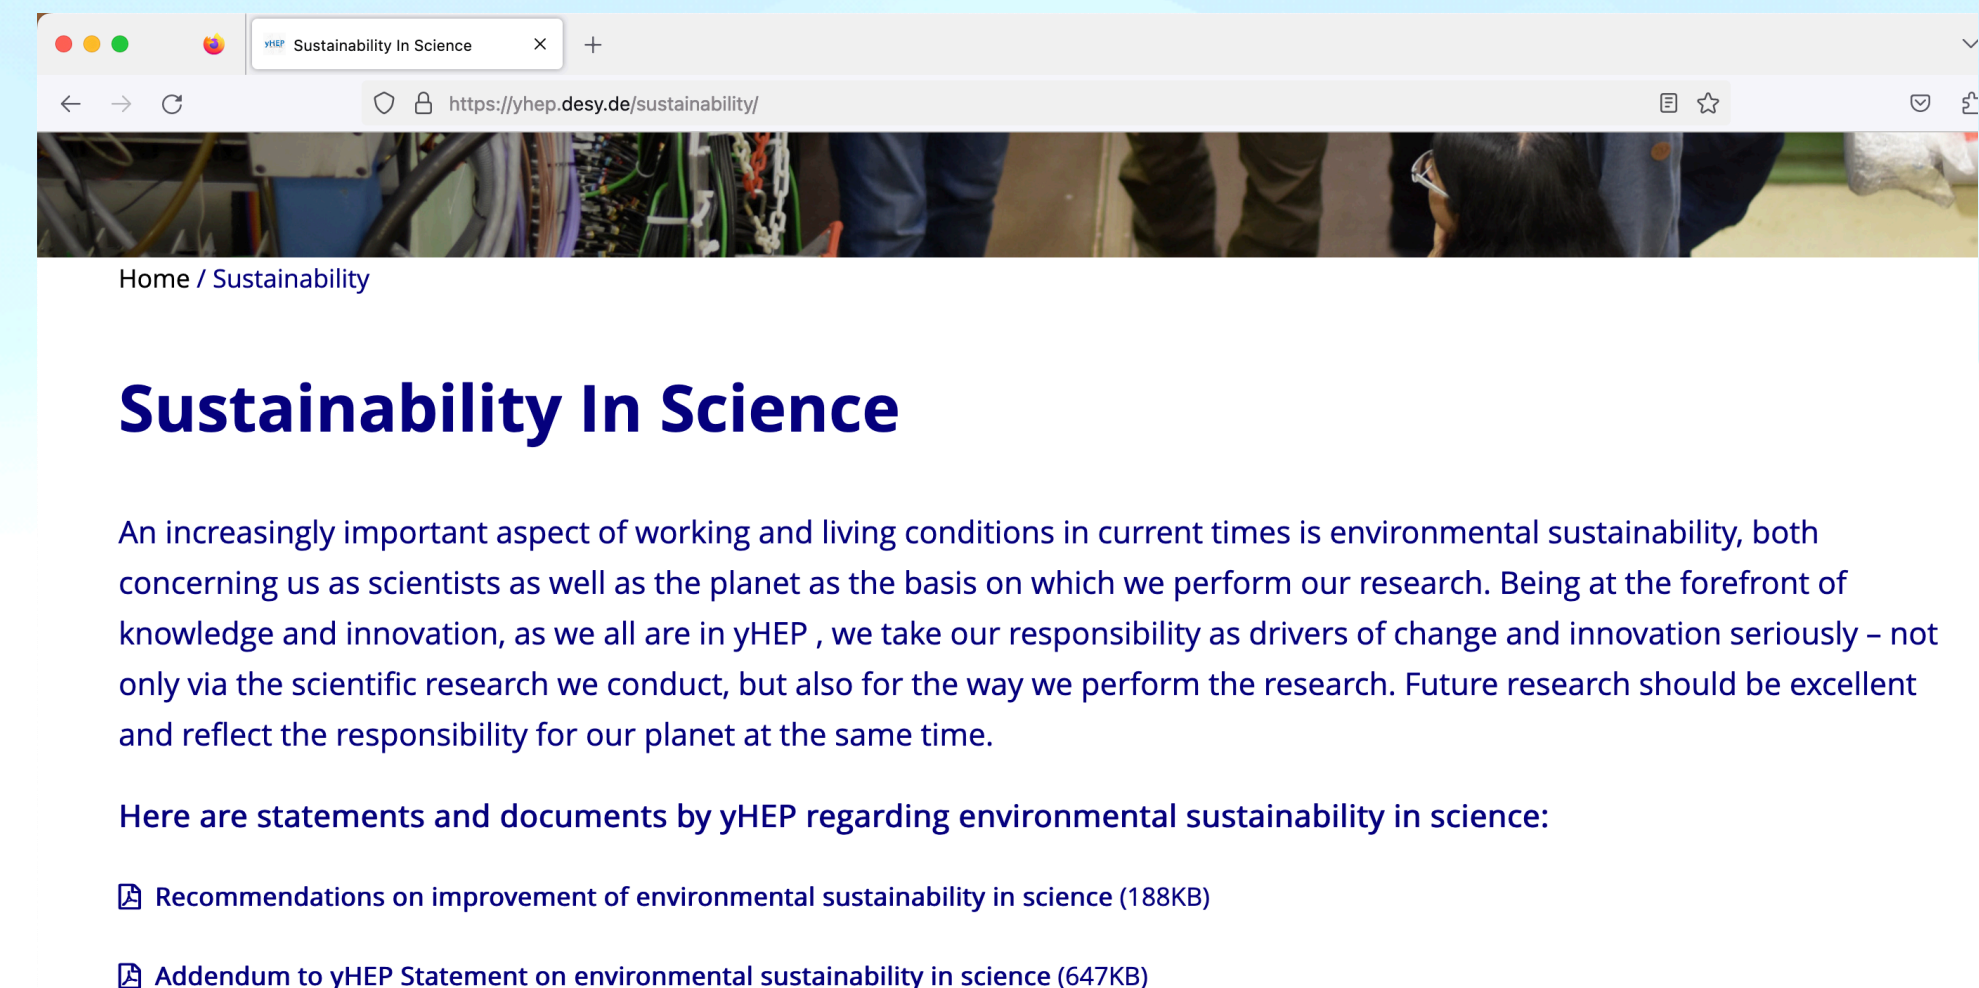 yHEP Sustainability In Science
https://yhep.desy.de/sustainability/
Home / Sustainability
Sustainability In Science
An increasingly important aspect of working and living conditions in current times is environmental sustainability, both
concerning us as scientists as well as the planet as the basis on which we perform our research. Being at the forefront of
knowledge and innovation, as we all are in yHEP , we take our responsibility as drivers of change and innovation seriously – not
only via the scientific research we conduct, but also for the way we perform the research. Future research should be excellent
and reflect the responsibility for our planet at the same time.
Here are statements and documents by yHEP regarding environmental sustainability in science:
Recommendations on improvement of environmental sustainability in science (188KB)
Addendum to yHEP Statement on environmental sustainability in science (647KB)